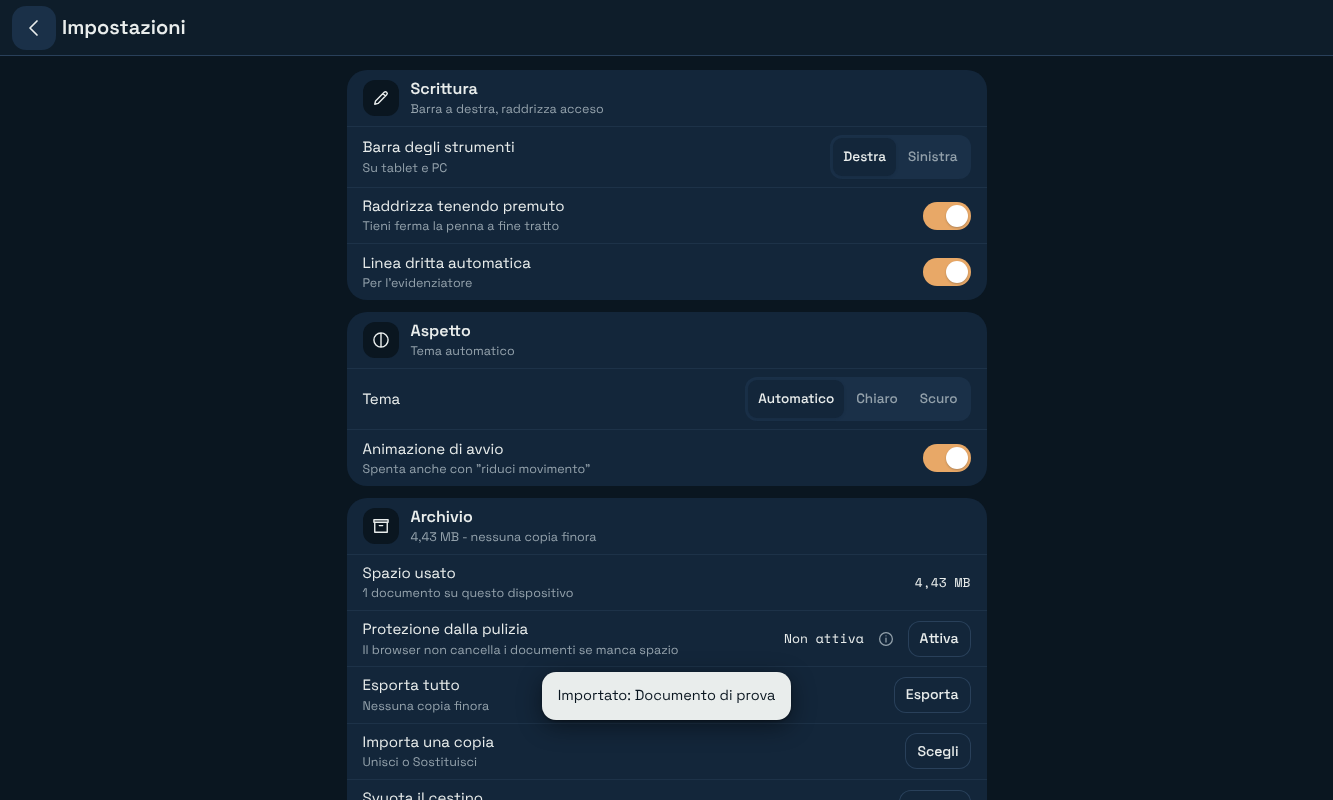 Impostazioni
Scrittura
Barra a destra, raddrizza acceso
Barra degli strumenti
Su tablet e PC
Destra
Sinistra
Raddrizza tenendo premuto
Tieni ferma la penna a fine tratto
Linea dritta automatica
Per l'evidenziatore
Aspetto
Tema automatico
Tema
Automatico
Chiaro
Scuro
Animazione di avvio
Spenta anche con "riduci movimento"
Archivio
4,43 MB - nessuna copia finora
Spazio usato
1 documento su questo dispositivo
4,43 MB
Protezione dalla pulizia
Il browser non cancella i documenti se manca spazio
Non attiva
Attiva
Esporta tutto
Nessuna copia finora
Esporta
Importato: Documento di prova
Importa una copia
Unisci o Sostituisci
Scegli
Svuota il cestino